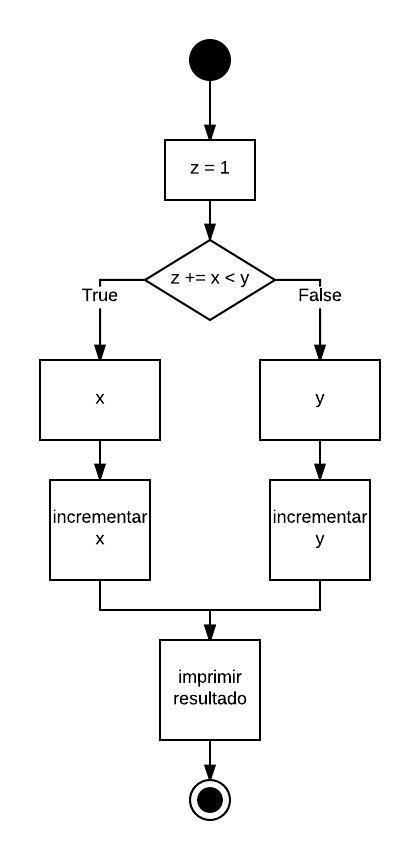 z = 1
z += x < y
True
False
x
y
incrementar
x
incrementar
y
imprimir
resultado